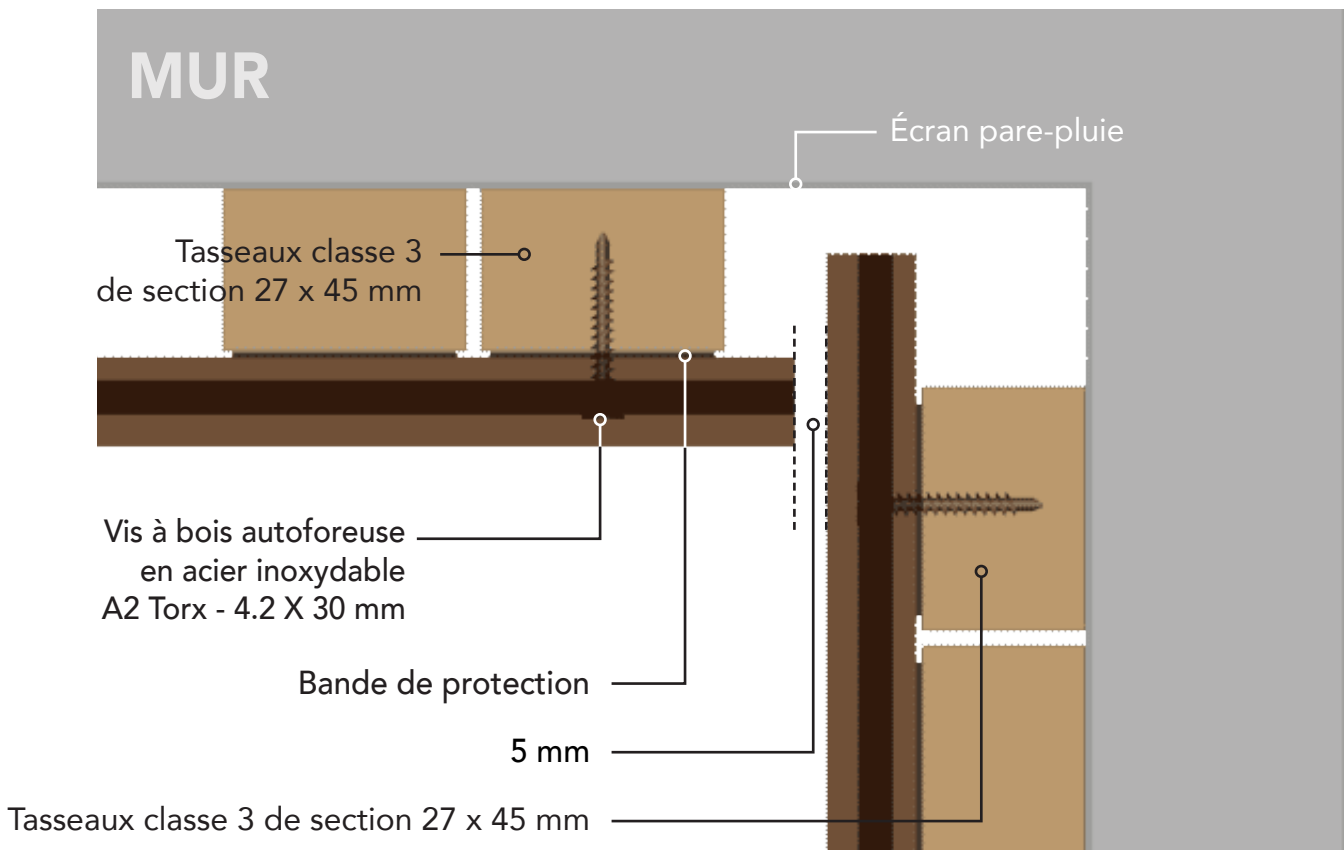 MUR
Écran pare-pluie
Tasseaux classe 3
de section 27 x 45 mm
Vis à bois autoforeuse
en acier inoxydable
A2 Torx - 4.2 X 30 mm
Bande de protection
5 mm
Tasseaux classe 3 de section 27 x 45 mm